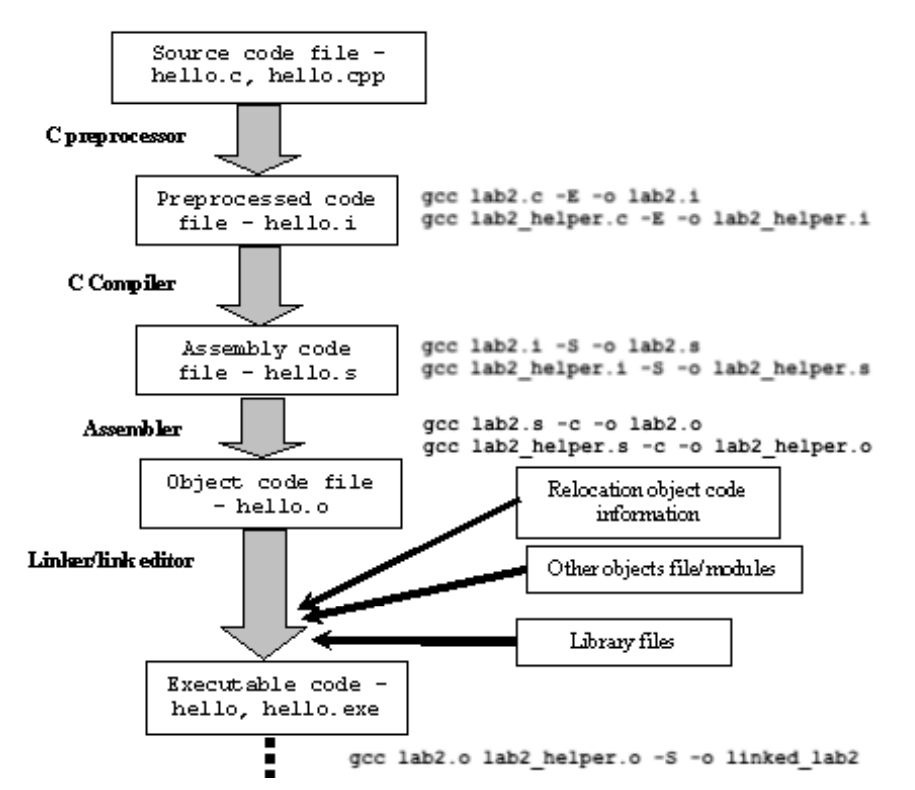 Source code file -
hello.c, hello.cpp
C preprocessor
Preprocessed code
file - hello.i
gcc lab2.c -E -o lab2.i
gcc lab2_helper.c -E -o lab2_helper.i
C Compiler
Assembly code
file - hello.s
gcc lab2.i -S -o lab2.s
gcc lab2_helper.i -S -o lab2_helper.s
Assembler
gcc lab2.s -c -o lab2.o
gcc lab2_helper.s -c -o lab2_helper.o
Object code file
- hello.o
Relocation object code
information
Linker/link editor
Other objects file/modules
Library files
Executable code -
hello, hello.exe
gcc lab2.o lab2_helper.o -S -o linked_lab2